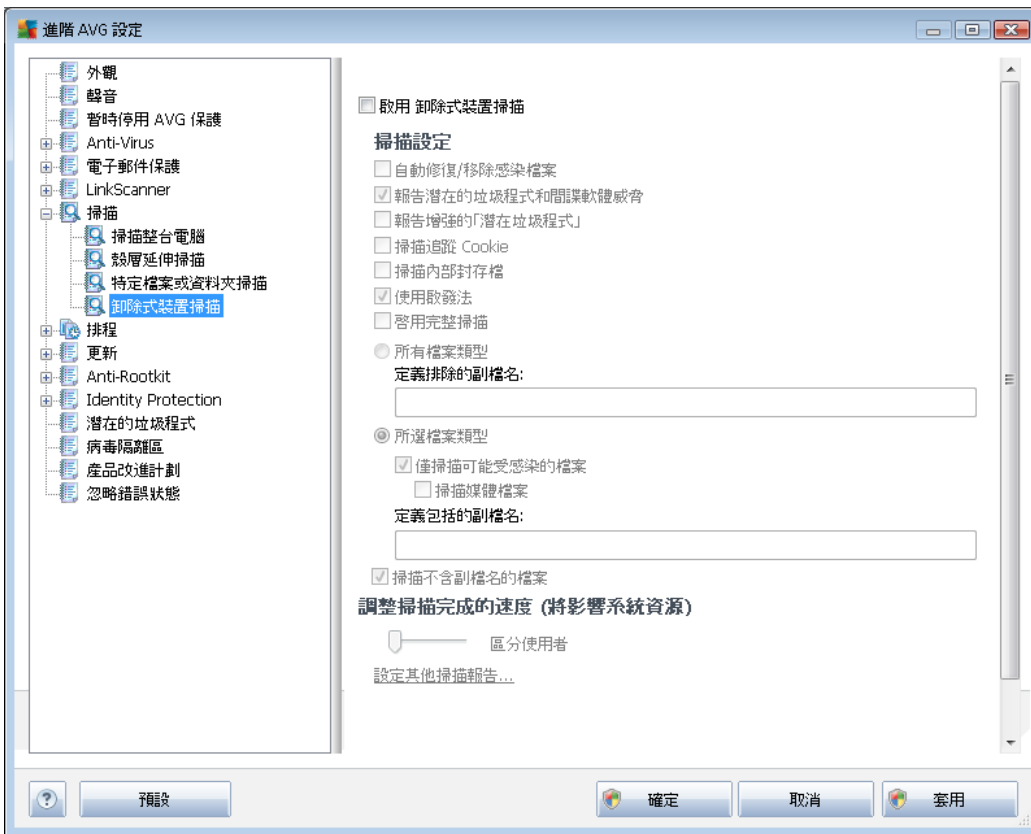 進階 AVG 設定
外觀
聲音
暫時停用 AVG 保護
Anti-Virus
電子郵件保護
LinkScanner
掃描
掃描整台電腦
殼層延伸掃描
特定檔案或資料夾掃描
卸除式裝置掃描
排程
更新
Anti-Rootkit
Identity Protection
潛在的垃圾程式
病毒隔離區
產品改進計劃
忽略錯誤狀態
啟用 卸除式裝置掃描
掃描設定
自動修復/移除感染檔案
報告潛在的垃圾程式和間諜軟體威脅
報告增強的「潛在垃圾程式」
掃描追蹤 Cookie
掃描內部封存檔
使用啟發法
啓用完整掃描
所有檔案類型
定義排除的副檔名:
所選檔案類型
僅掃描可能受感染的檔案
掃描媒體檔案
定義包括的副檔名:
掃描不含副檔名的檔案
調整掃描完成的速度 (將影響系統資源)
區分使用者
設定其他掃描報告...
?
預設
確定
取消
套用